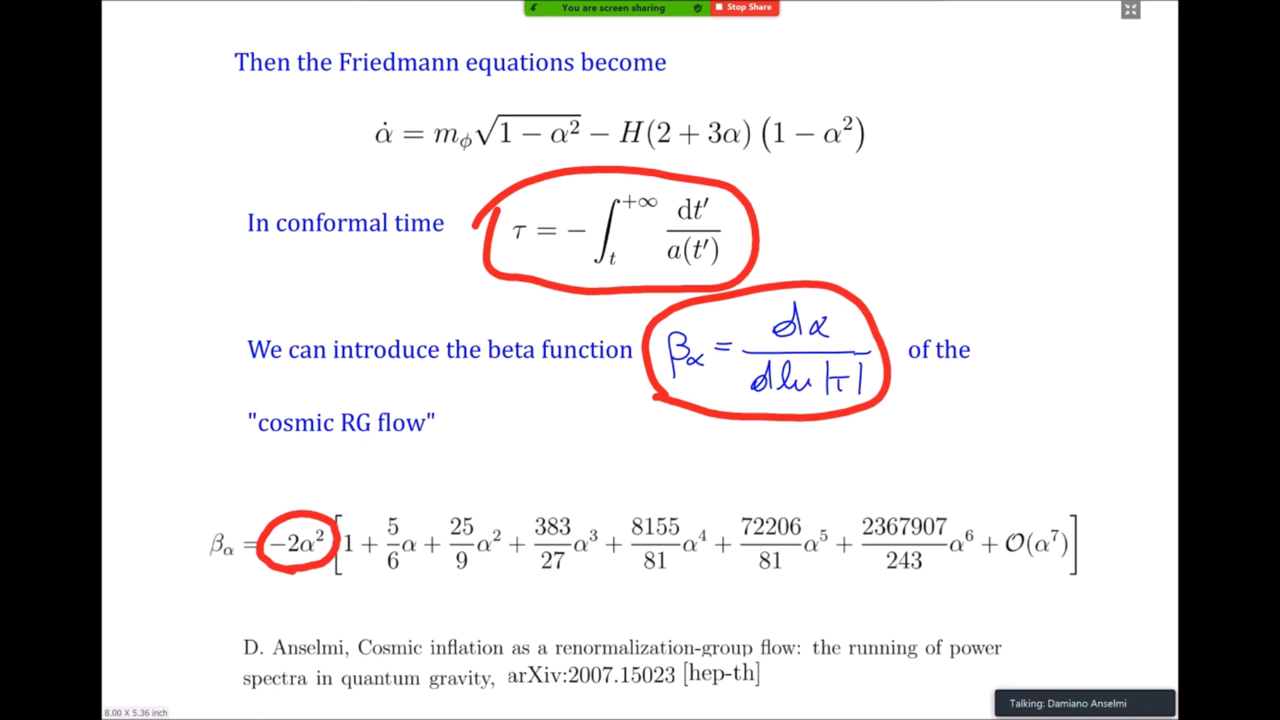 You are screen sharing Stop Share
Then the Friedmann equations become
α̇ = m_ϕ√(1 − α²) − H(2 + 3α)(1 − α²)
In conformal time τ = − ∫_t^{+∞} dt′/a(t′)
We can introduce the beta function β_α = dα/d ln |τ| of the
"cosmic RG flow"
β_α = −2α² [1 + 5/6 α + 25/9 α² + 383/27 α³ + 8155/81 α⁴ + 72206/81 α⁵ + 2367907/243 α⁶ + O(α⁷)]
D. Anselmi, Cosmic inflation as a renormalization-group flow: the running of power
spectra in quantum gravity, arXiv:2007.15023 [hep-th]
Talking: Damiano Anselmi
8.00 X 5.36 inch